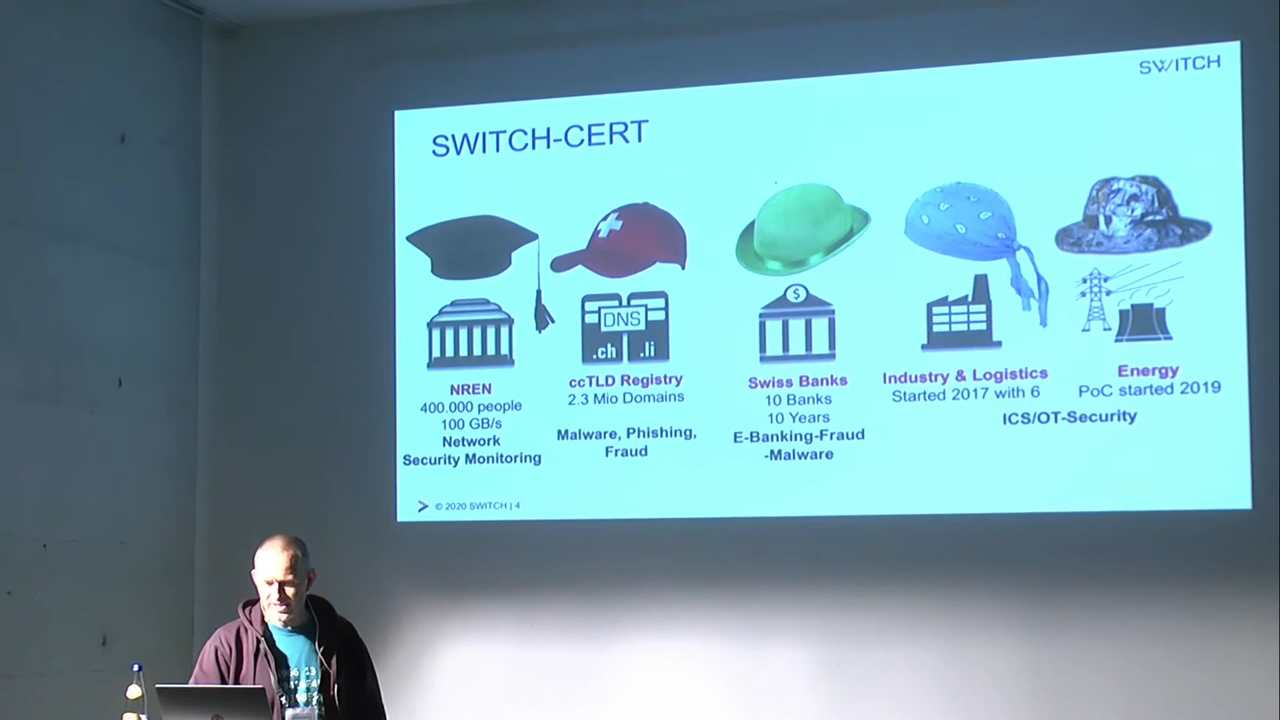 SWITCH
SWITCH-CERT
$
DNS
.ch .li
NREN
400.000 people
100 GB/s
Network
Security Monitoring
ccTLD Registry
2.3 Mio Domains
Malware, Phishing,
Fraud
Swiss Banks
10 Banks
10 Years
E-Banking-Fraud
-Malware
Industry & Logistics
Started 2017 with 6
Energy
PoC started 2019
ICS/OT-Security
© 2020 SWITCH | 4